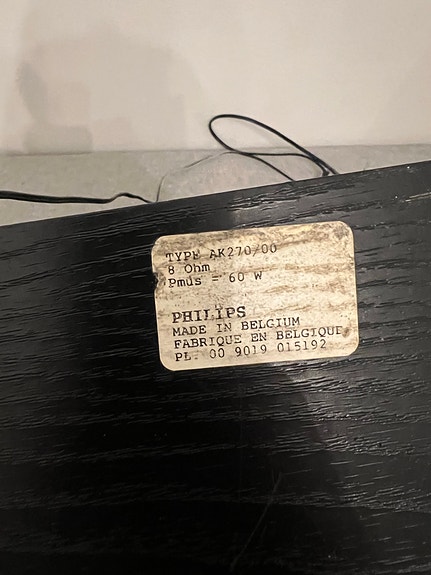 TYPE AK270/00
8 Ohm
Pmus = 60 W
PHILIPS
MADE IN BELGIUM
FABRIQUE EN BELGIQUE
PL. 00 9019 015192